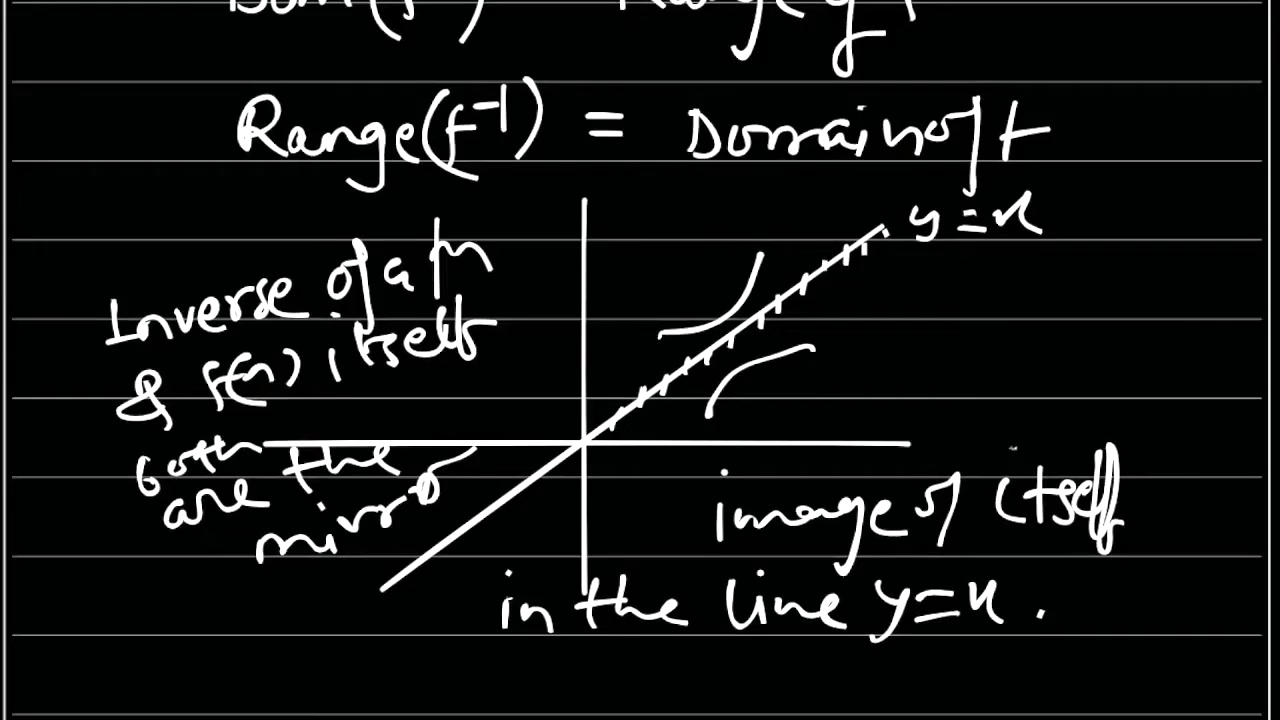 Range(f⁻¹) = Domain of f
y = x
Inverse of a fn
& f(x) itself
both
are the
mirror
image of itself
in the line y = x.